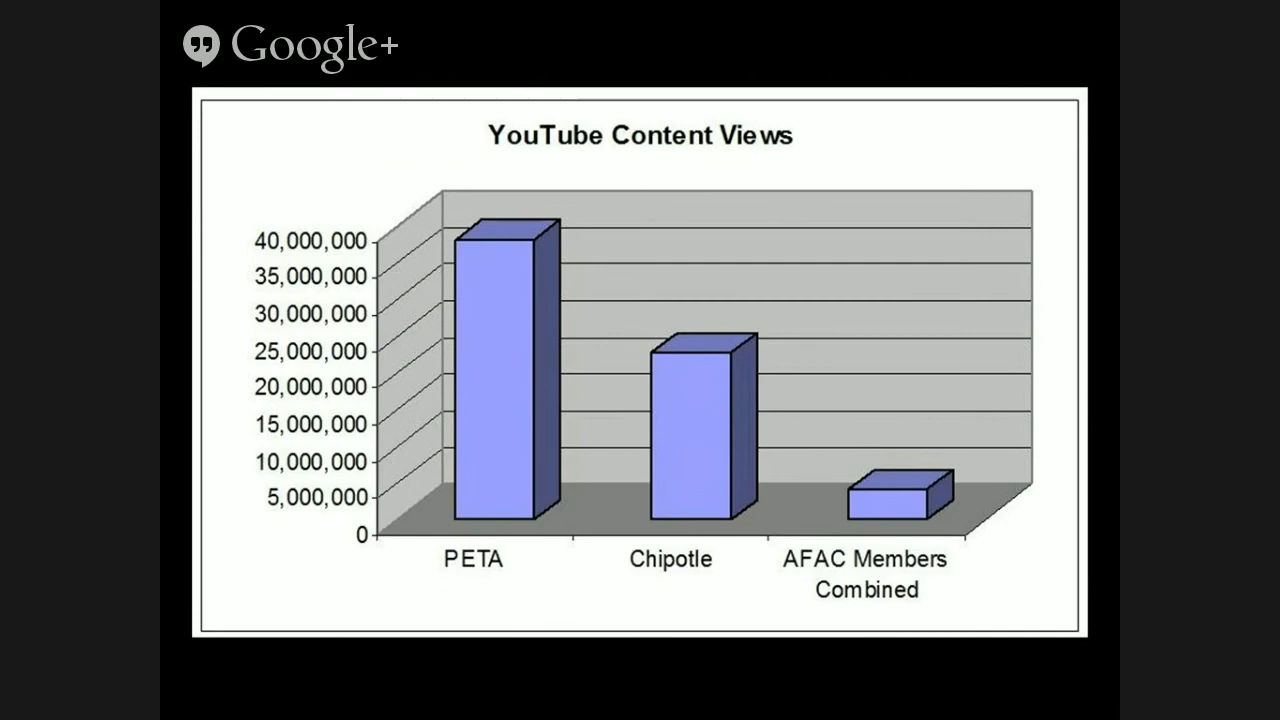 Google+
YouTube Content Views
40,000,000
35,000,000
30,000,000
25,000,000
20,000,000
15,000,000
10,000,000
5,000,000
0
PETA
Chipotle
AFAC Members
Combined